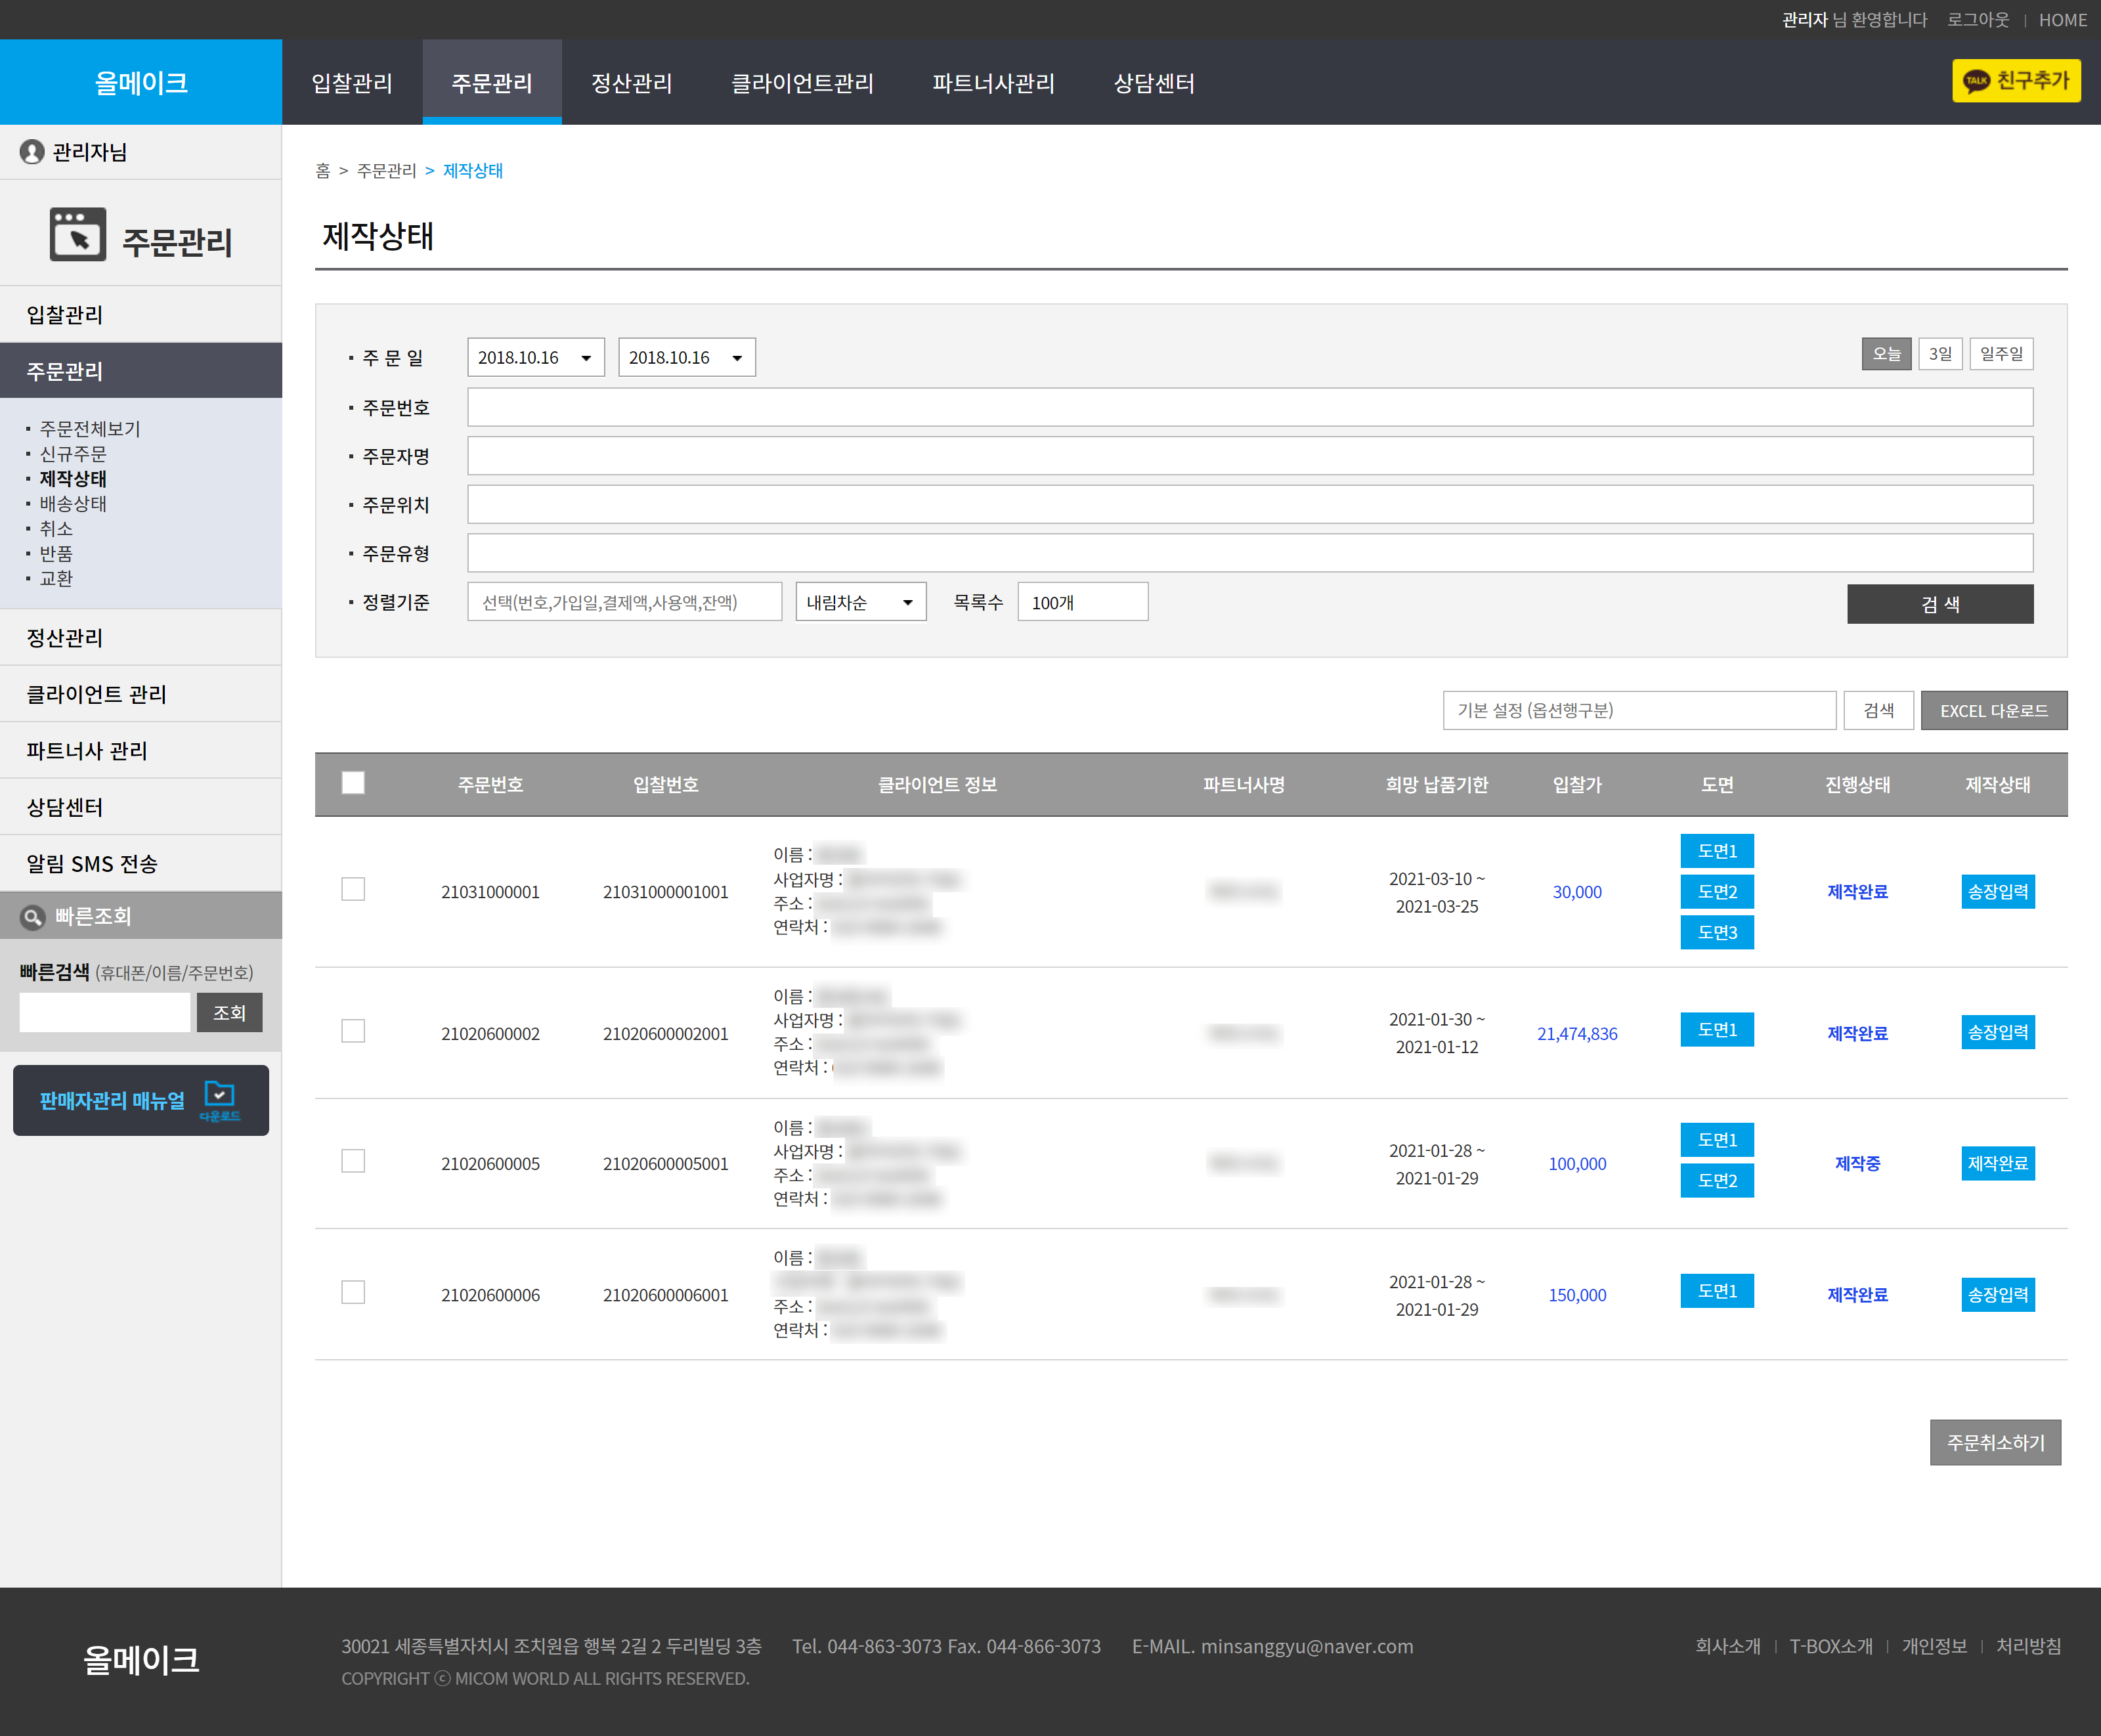 관리자 님 환영합니다 로그아웃 | HOME
올메이크 입찰관리 주문관리 정산관리 클라이언트관리 파트너사관리 상담센터 TALK 친구추가
관리자님
주문관리
입찰관리
주문관리
주문전체보기
신규주문
제작상태
배송상태
취소
반품
교환
정산관리
클라이언트 관리
파트너사 관리
상담센터
알림 SMS 전송
빠른조회
빠른검색 (휴대폰/이름/주문번호)
조회
판매자관리 매뉴얼 다운로드
홈 > 주문관리 > 제작상태
제작상태
주 문 일 2018.10.16 2018.10.16 오늘 3일 일주일
주문번호
주문자명
주문위치
주문유형
정렬기준 선택(번호,가입일,결제액,사용액,잔액) 내림차순 목록수 100개 검 색
기본 설정 (옵션행구분) 검색 EXCEL 다운로드
주문번호 입찰번호 클라이언트 정보 파트너사명 희망 납품기한 입찰가 도면 진행상태 제작상태
21031000001 21031000001001
이름 :
사업자명 :
주소 :
연락처 :
2021-03-10 ~
2021-03-25
30,000
도면1
도면2
도면3
제작완료 송장입력
21020600002 21020600002001
이름 :
사업자명 :
주소 :
연락처 :
2021-01-30 ~
2021-01-12
21,474,836 도면1 제작완료 송장입력
21020600005 21020600005001
이름 :
사업자명 :
주소 :
연락처 :
2021-01-28 ~
2021-01-29
100,000
도면1
도면2
제작중 제작완료
21020600006 21020600006001
이름 :
주소 :
연락처 :
2021-01-28 ~
2021-01-29
150,000 도면1 제작완료 송장입력
주문취소하기
올메이크
30021 세종특별자치시 조치원읍 행복 2길 2 두리빌딩 3층 Tel. 044-863-3073 Fax. 044-866-3073 E-MAIL. minsanggyu@naver.com
COPYRIGHT ⓒ MICOM WORLD ALL RIGHTS RESERVED.
회사소개 | T-BOX소개 | 개인정보 | 처리방침